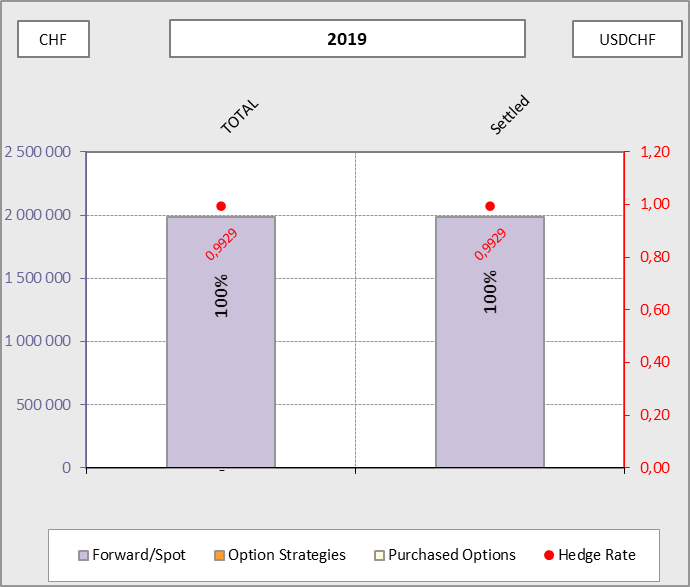 CHF
2019
USDCHF
TOTAL
Settled
2 500 000
2 000 000
1 500 000
1 000 000
500 000
0
1,20
1,00
0,80
0,60
0,40
0,20
0,00
0,9929
100%
0,9929
100%
-
Forward/Spot
Option Strategies
Purchased Options
Hedge Rate